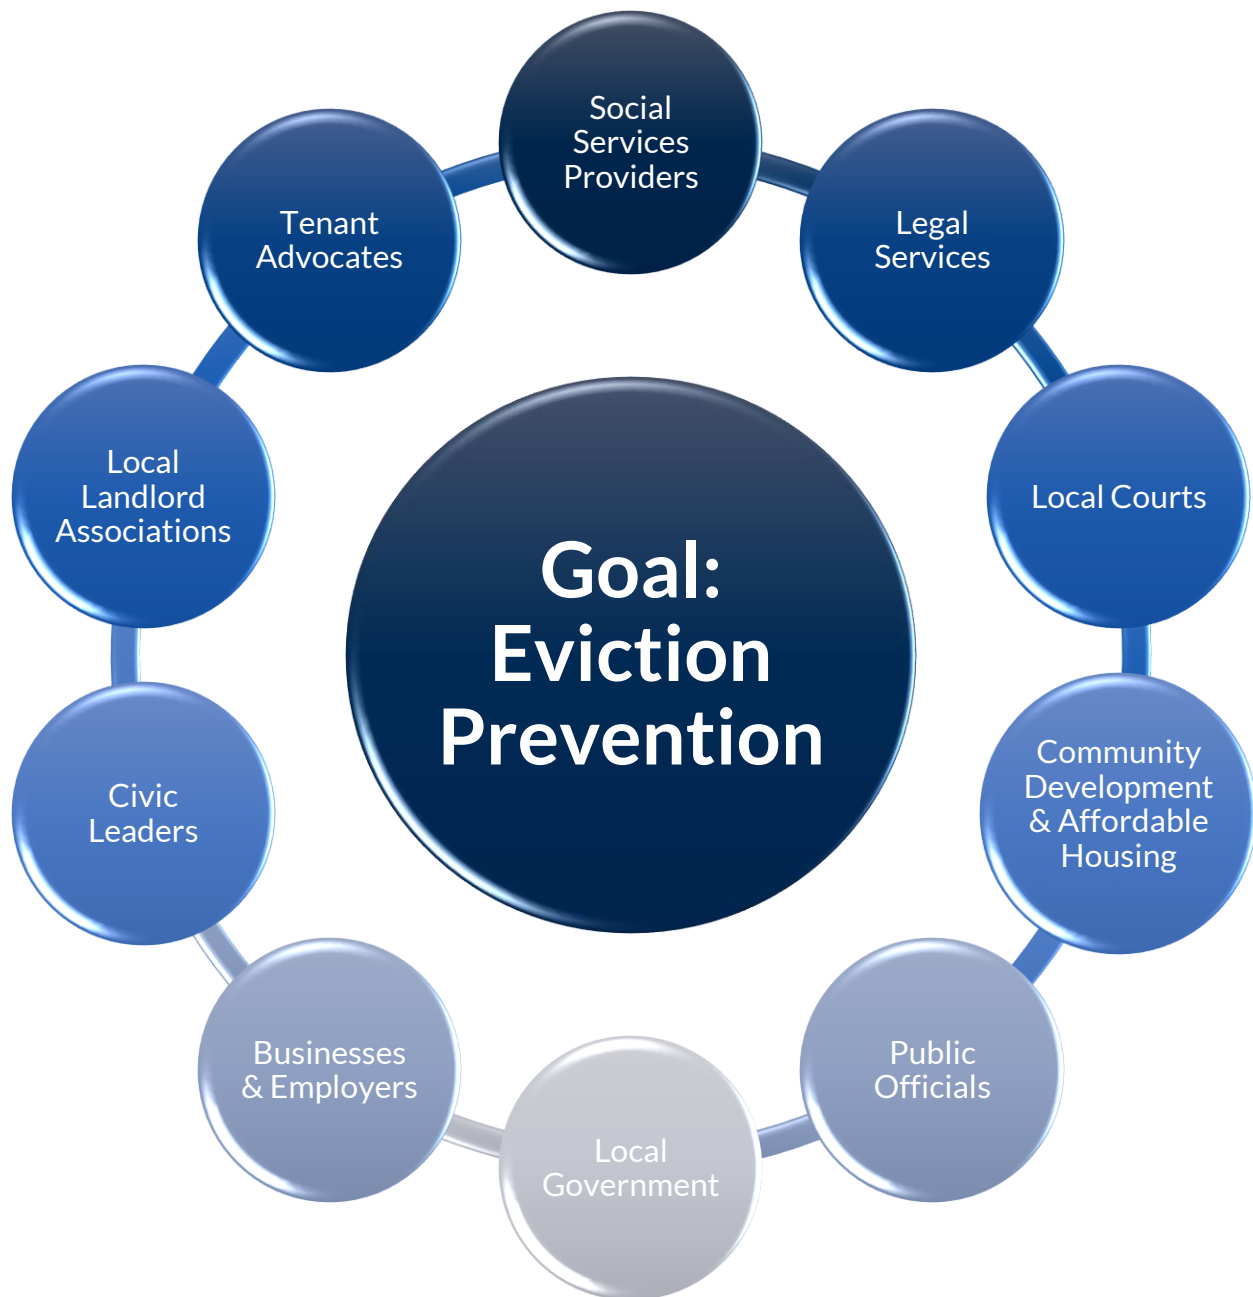 Social
Services
Providers
Legal
Services
Local Courts
Community
Development
& Affordable
Housing
Public
Officials
Local
Government
Businesses
& Employers
Civic
Leaders
Local
Landlord
Associations
Tenant
Advocates
Goal:
Eviction
Prevention